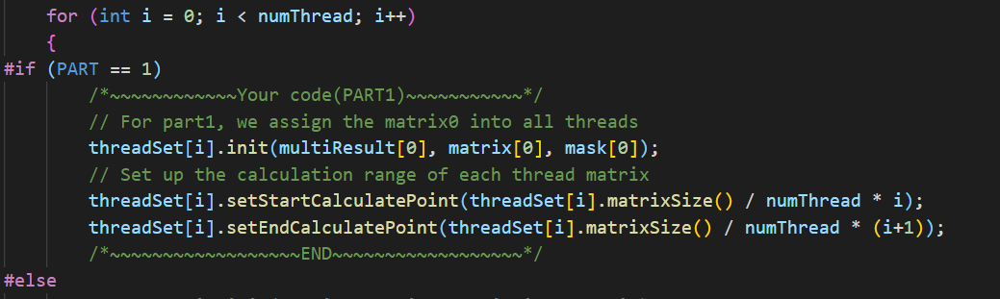 for (int i = 0; i < numThread; i++)
{
#if (PART == 1)
/*~~~~~~~~~~~~Your code(PART1)~~~~~~~~~~~*/
// For part1, we assign the matrix0 into all threads
threadSet[i].init(multiResult[0], matrix[0], mask[0]);
// Set up the calculation range of each thread matrix
threadSet[i].setStartCalculatePoint(threadSet[i].matrixSize() / numThread * i);
threadSet[i].setEndCalculatePoint(threadSet[i].matrixSize() / numThread * (i+1));
/*~~~~~~~~~~~~~~~~~~END~~~~~~~~~~~~~~~~~~*/
#else